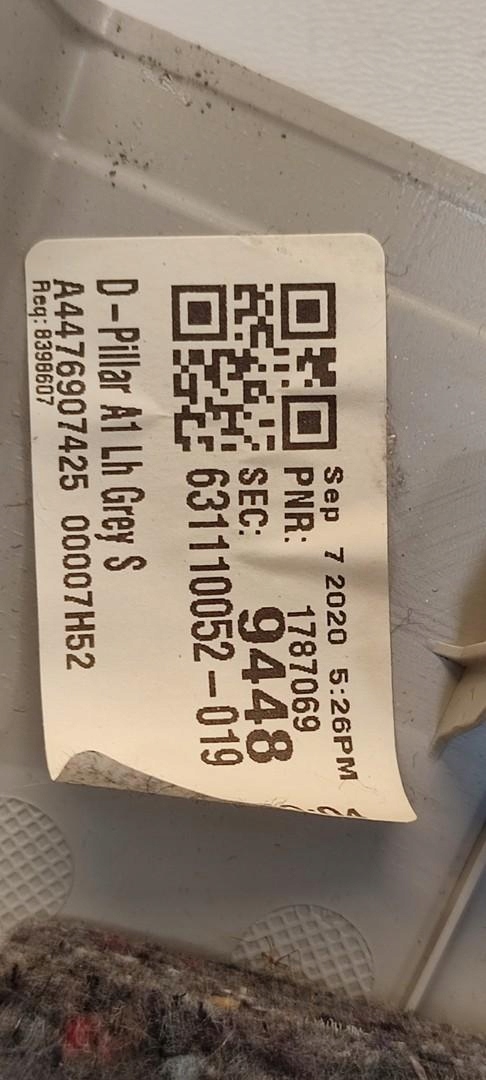 Sep 7 2020 5:26PM
PNR: 1787069
SEC: 9448
631110052-019
D-Pillar A1 Lh Grey S
A4476907425 00007H52
Req:8398607